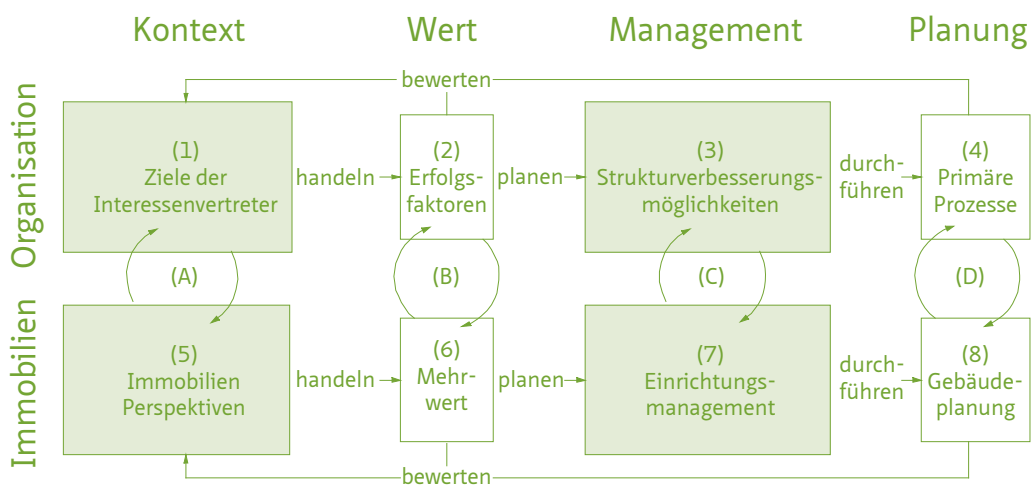 Kontext
Wert
Management
Planung
Organisation
Immobilien
bewerten
(1)
Ziele der
Interessenvertreter
handeln
(2)
Erfolgs-
faktoren
planen
(3)
Strukturverbesserungs-
möglichkeiten
durch-
führen
(4)
Primäre
Prozesse
(A)
(B)
(C)
(D)
(5)
Immobilien
Perspektiven
handeln
(6)
Mehr-
wert
planen
(7)
Einrichtungs-
management
durch-
führen
(8)
Gebäude-
planung
bewerten